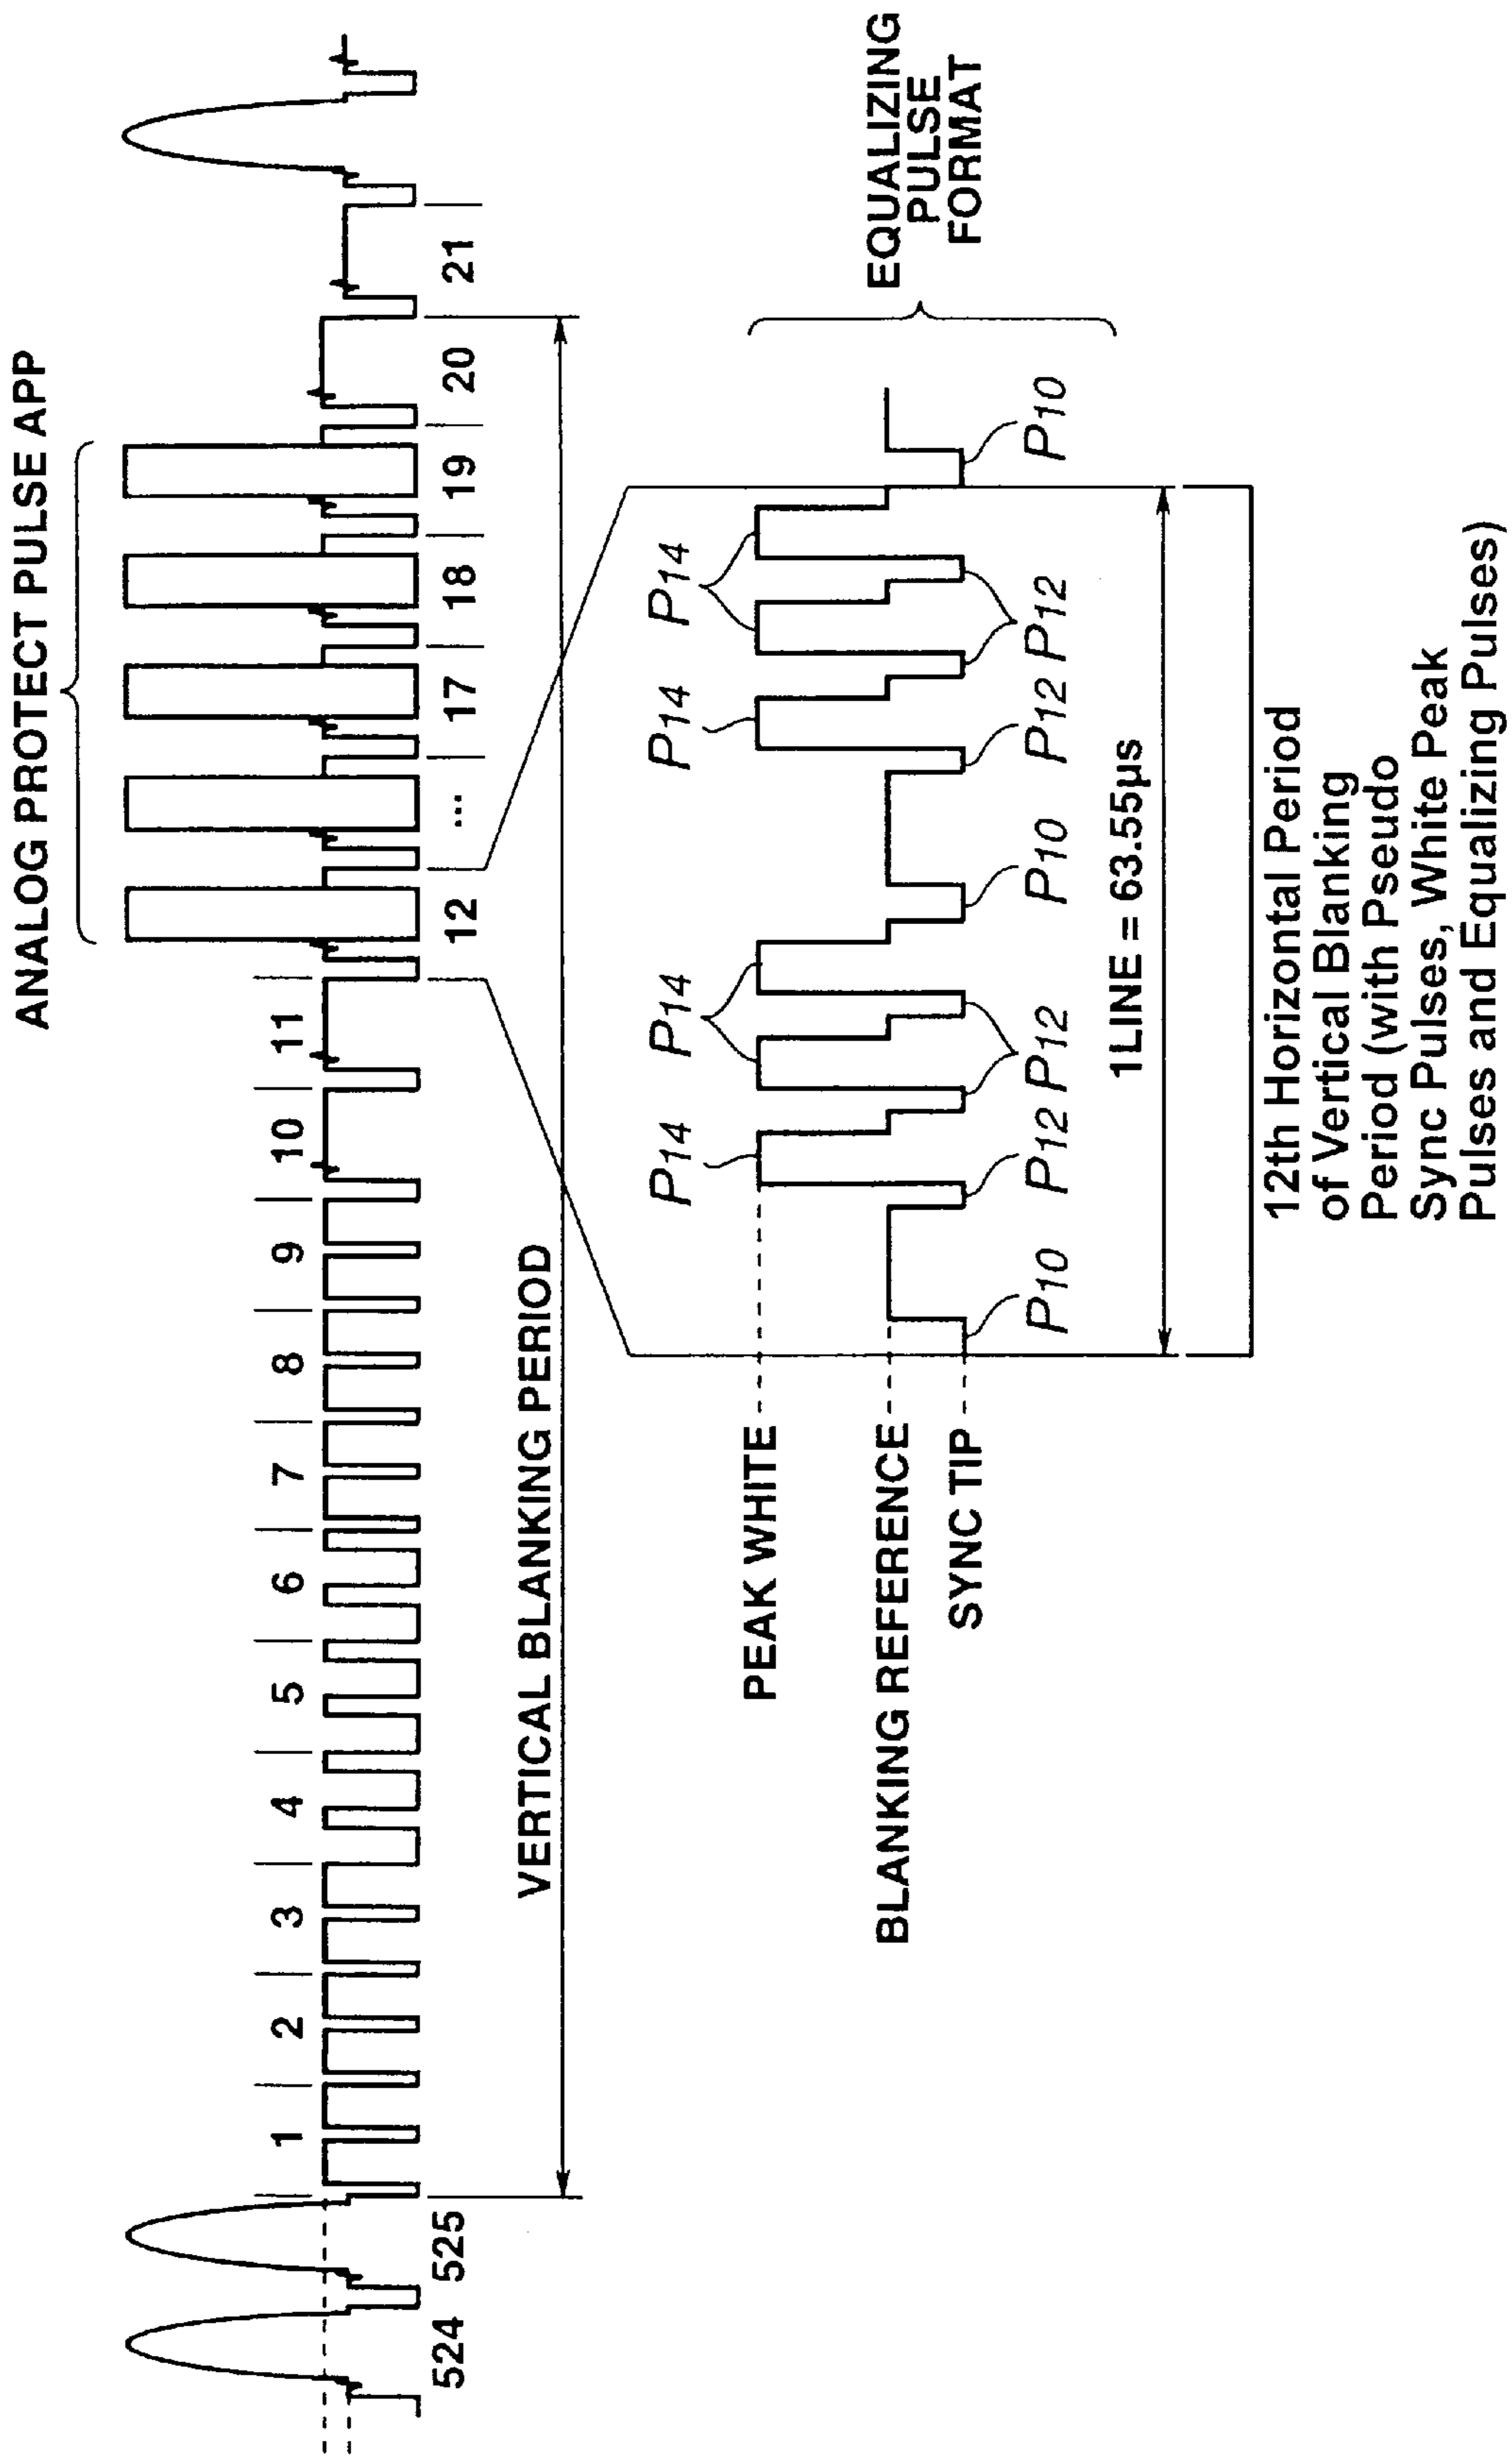 ANALOG PROTECT PULSE APP
524 525 1 2 3 4 5 6 7 8 9 10 11 12 ... 17 18 19 20 21
VERTICAL BLANKING PERIOD
EQUALIZING
PULSE
FORMAT
P14 P14 P14 P14
PEAK WHITE
BLANKING REFERENCE
SYNC TIP
P10 P12 P12 P10 P12 P12 P10
1LINE = 63.55µs
12th Horizontal Period
of Vertical Blanking
Period (with Pseudo
Sync Pulses, White Peak
Pulses and Equalizing Pulses)